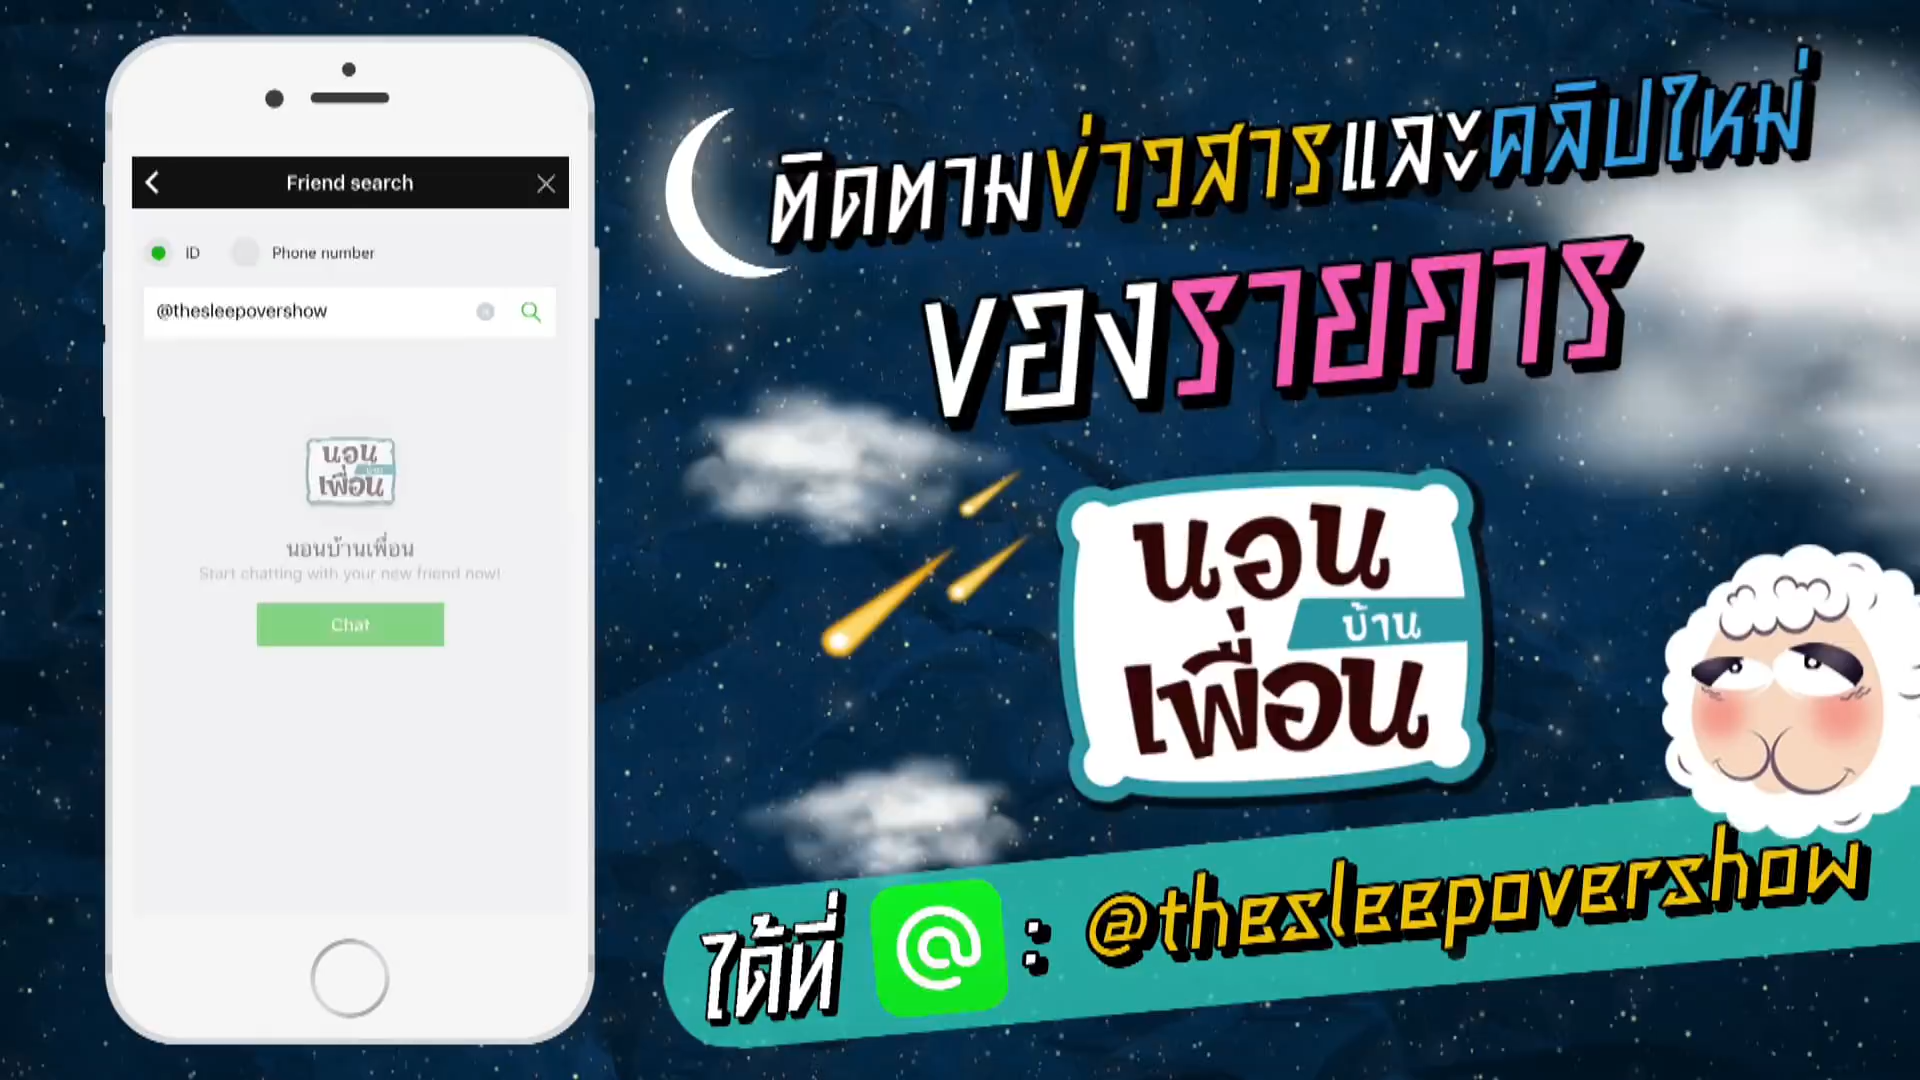 Friend search
ID
Phone number
@thesleepovershow
นอน
บ้าน
เพื่อน
นอนบ้านเพื่อน
Start chatting with your new friend now!
Chat
ติดตามข่าวสารและคลิปใหม่
ของรายการ
นอน
บ้าน
เพื่อน
ได้ที่ @ : @thesleepovershow